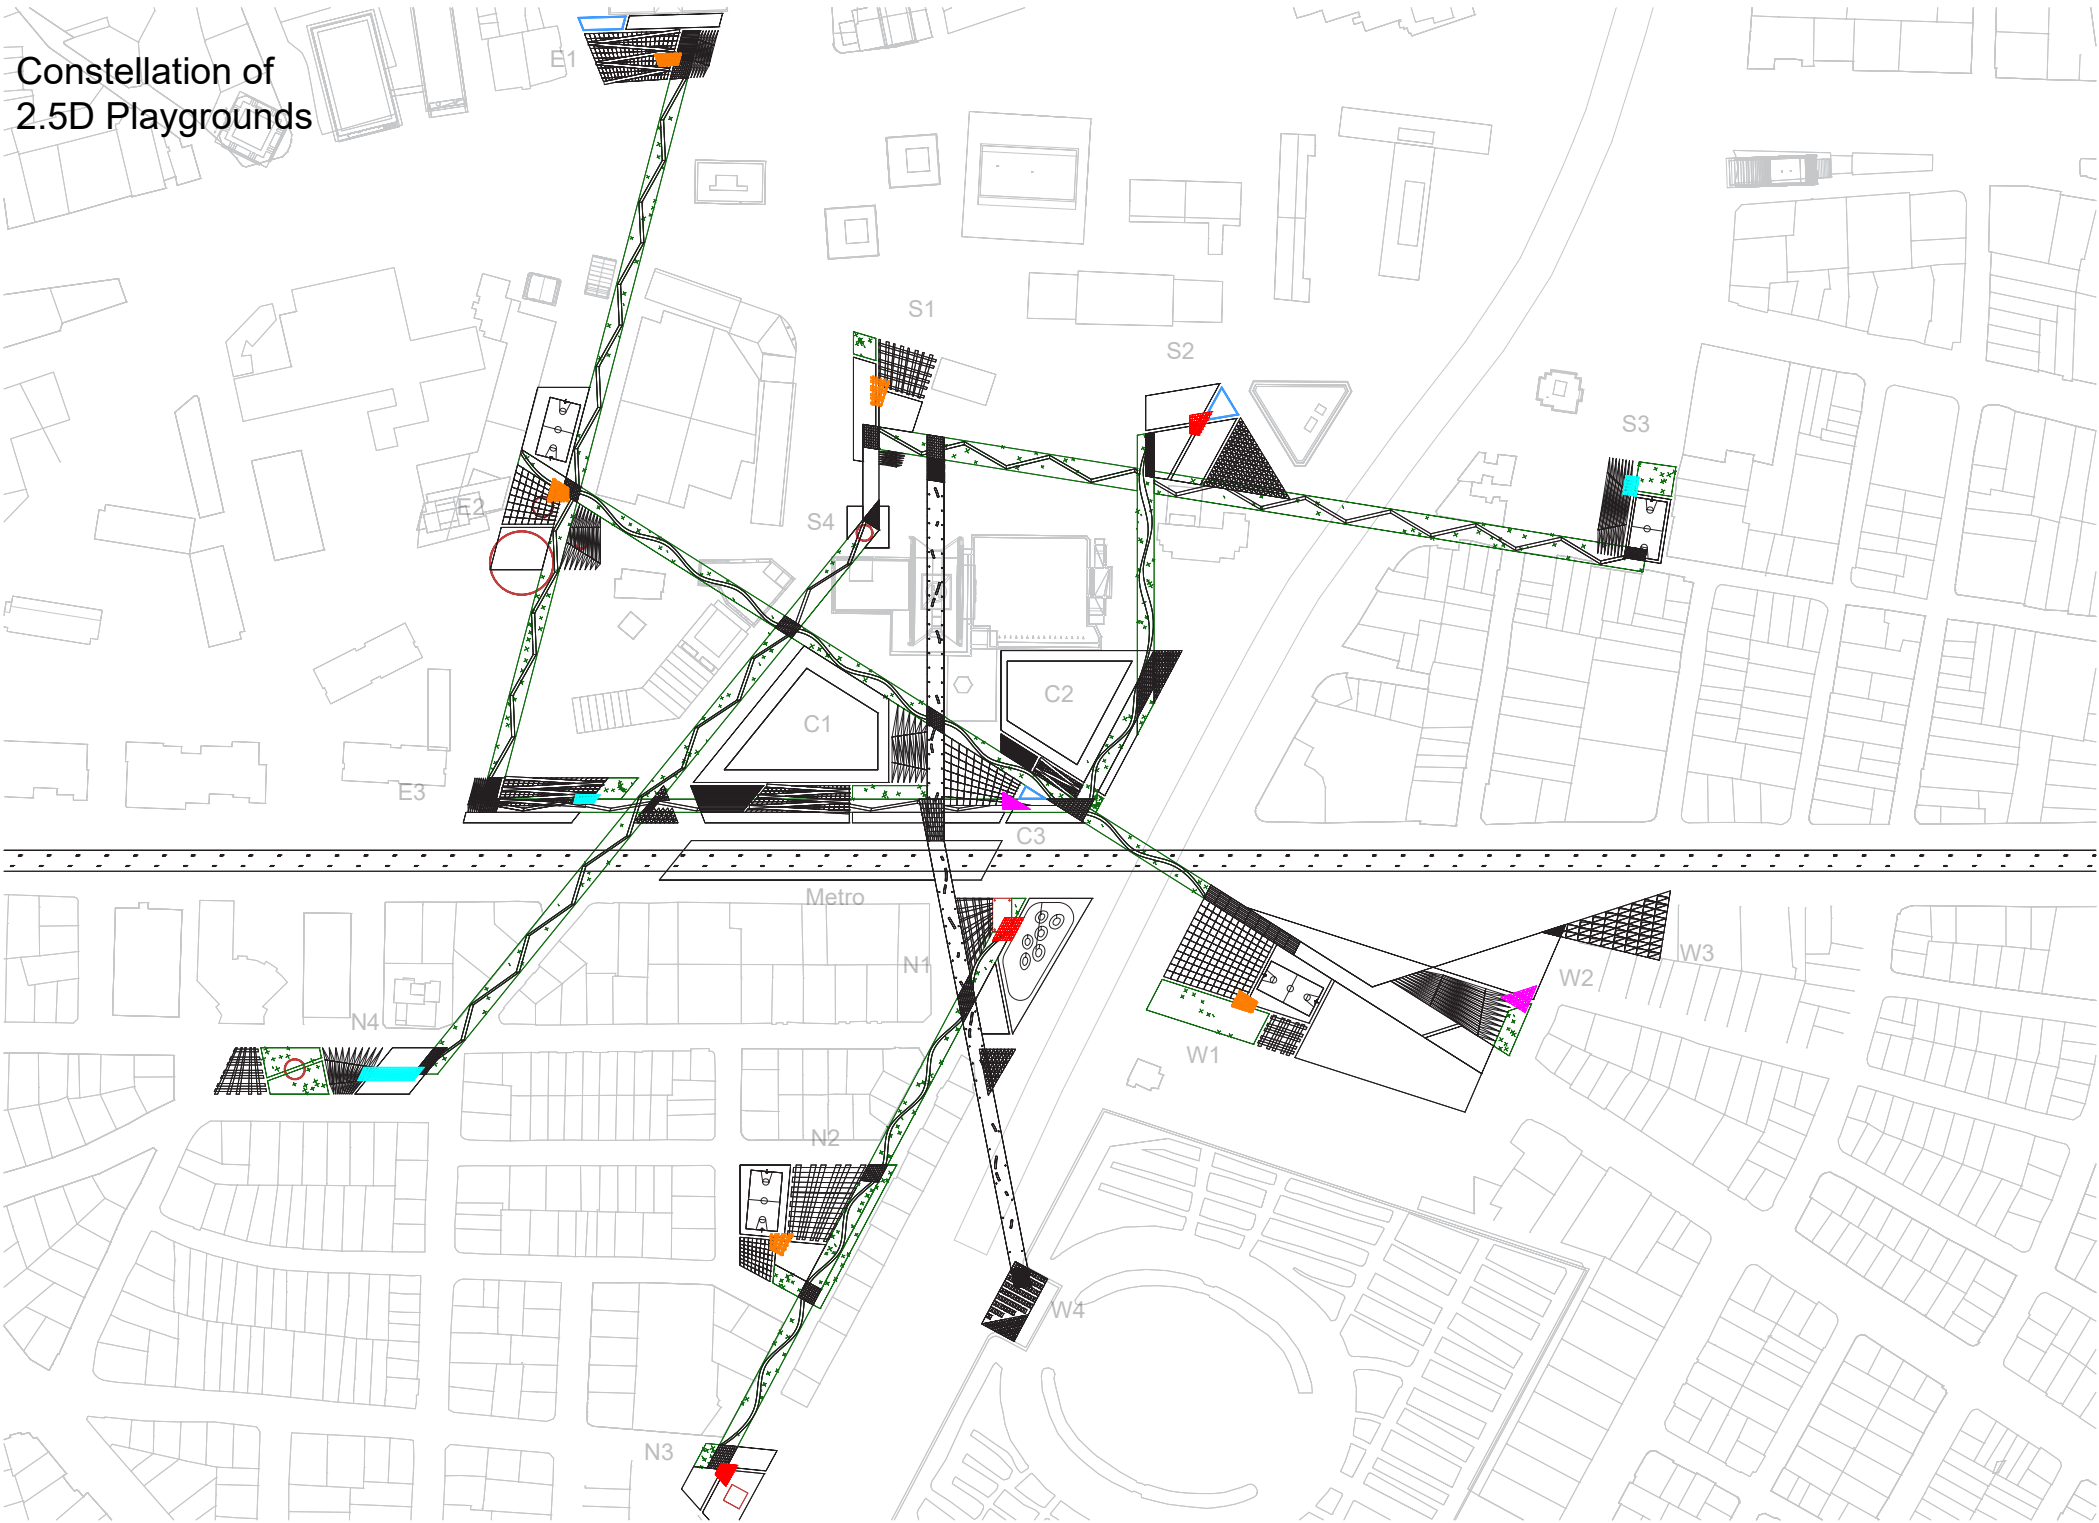 Constellation of
2.5D Playgrounds
E1
S1
S2
S3
E2
S4
C2
C1
E3
C3
Metro
N1
W3
W2
N4
W1
N2
W4
N3